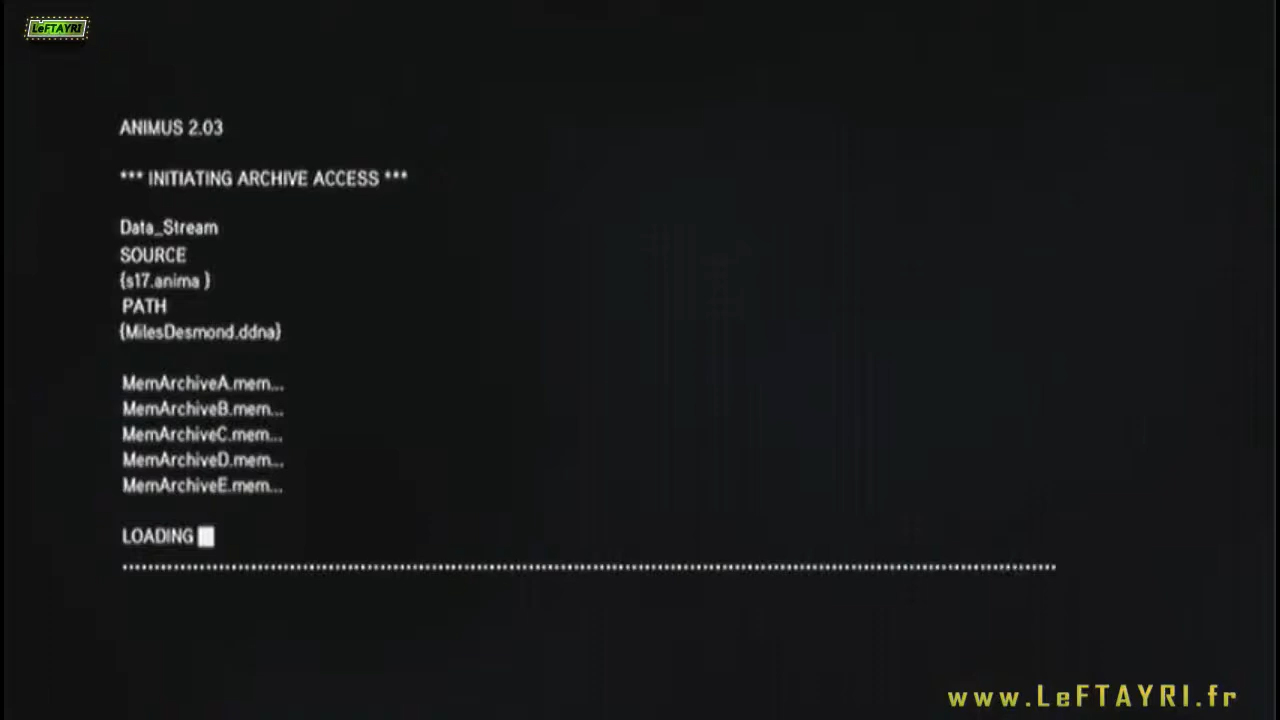 LeFTAYRI
ANIMUS 2.03
*** INITIATING ARCHIVE ACCESS ***
Data_Stream
SOURCE
{s17.anima }
PATH
{MilesDesmond.ddna}
MemArchiveA.mem...
MemArchiveB.mem...
MemArchiveC.mem...
MemArchiveD.mem...
MemArchiveE.mem...
LOADING
www.LeFTAYRI.fr